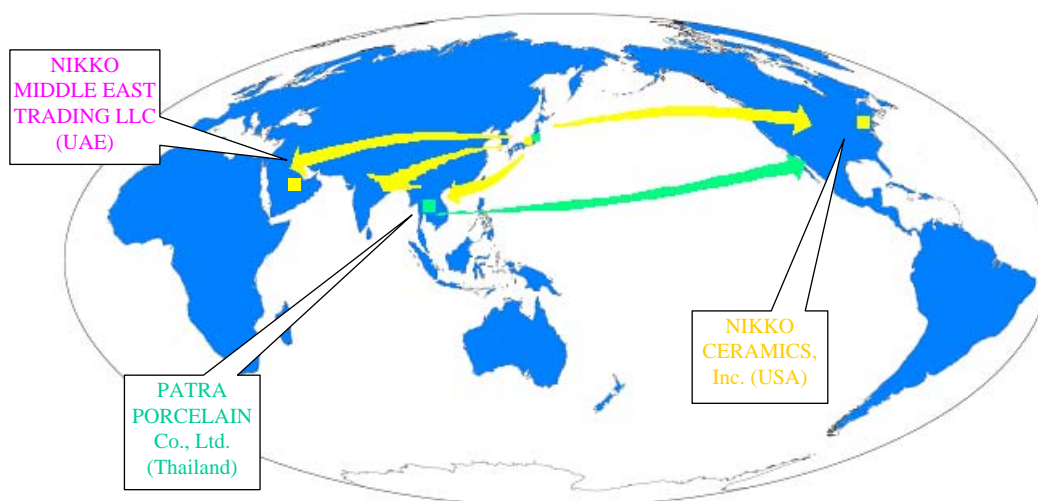 NIKKO
MIDDLE EAST
TRADING LLC
(UAE)
PATRA
PORCELAIN
Co., Ltd.
(Thailand)
NIKKO
CERAMICS,
Inc. (USA)